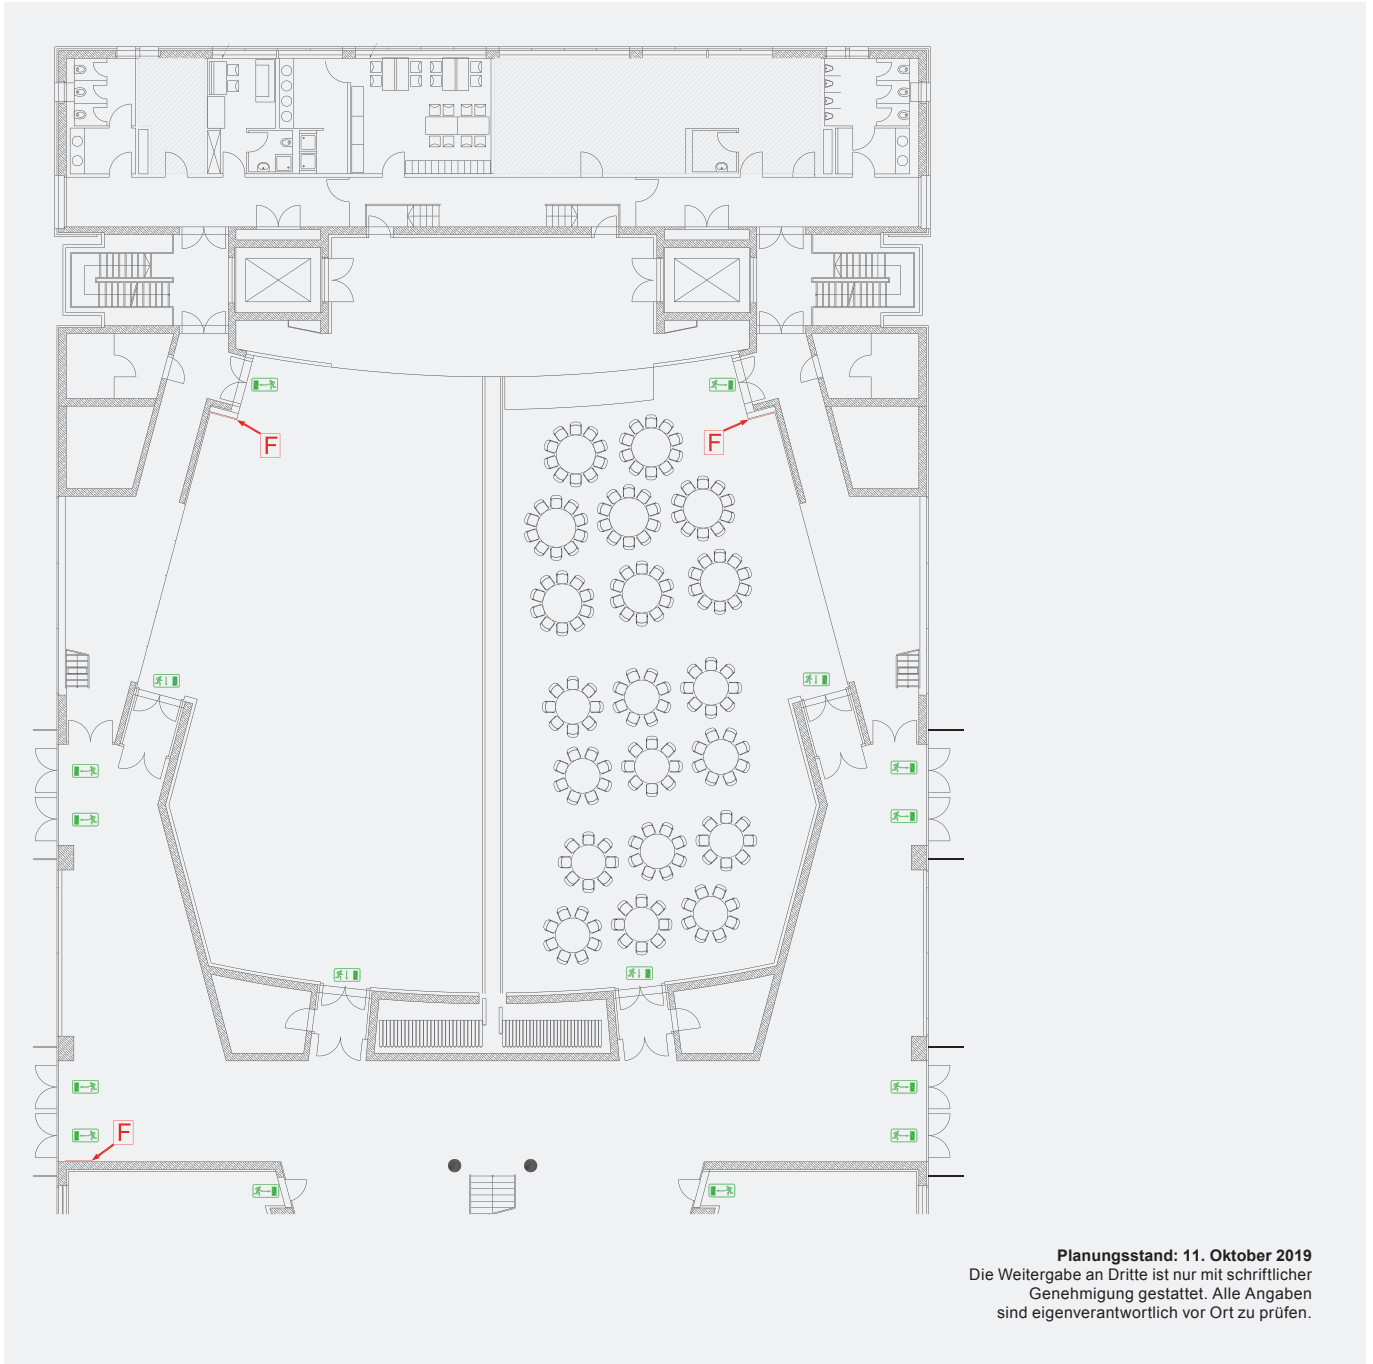 F
F
F
Planungsstand: 11. Oktober 2019
Die Weitergabe an Dritte ist nur mit schriftlicher
Genehmigung gestattet. Alle Angaben
sind eigenverantwortlich vor Ort zu prüfen.